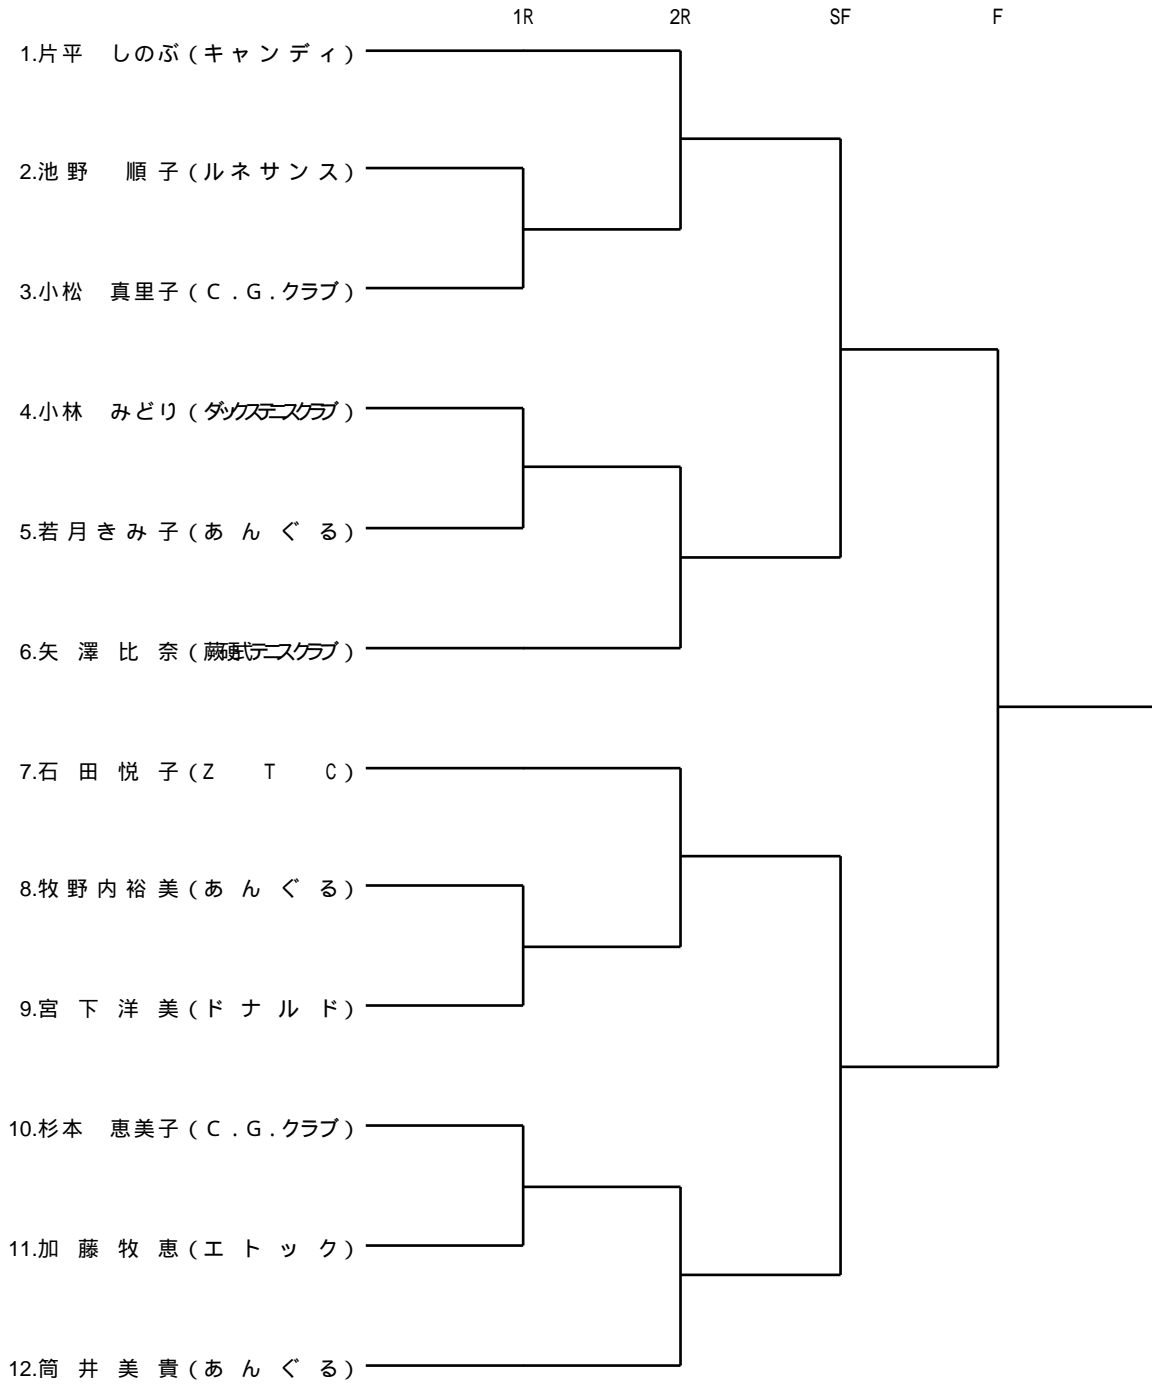 1R 2R SF F
1.片平 しのぶ(キャンディ)
2.池野 順子(ルネサンス)
3.小松 真里子(C.G.クラブ)
4.小林 みどり(ダックステニスクラブ)
5.若月きみ子(あんぐる)
6.矢澤比奈(蕨硬式テニスクラブ)
7.石田悦子(Z T C)
8.牧野内裕美(あんぐる)
9.宮下洋美(ドナルド)
10.杉本 恵美子(C.G.クラブ)
11.加藤牧恵(エトック)
12.筒井美貴(あんぐる)